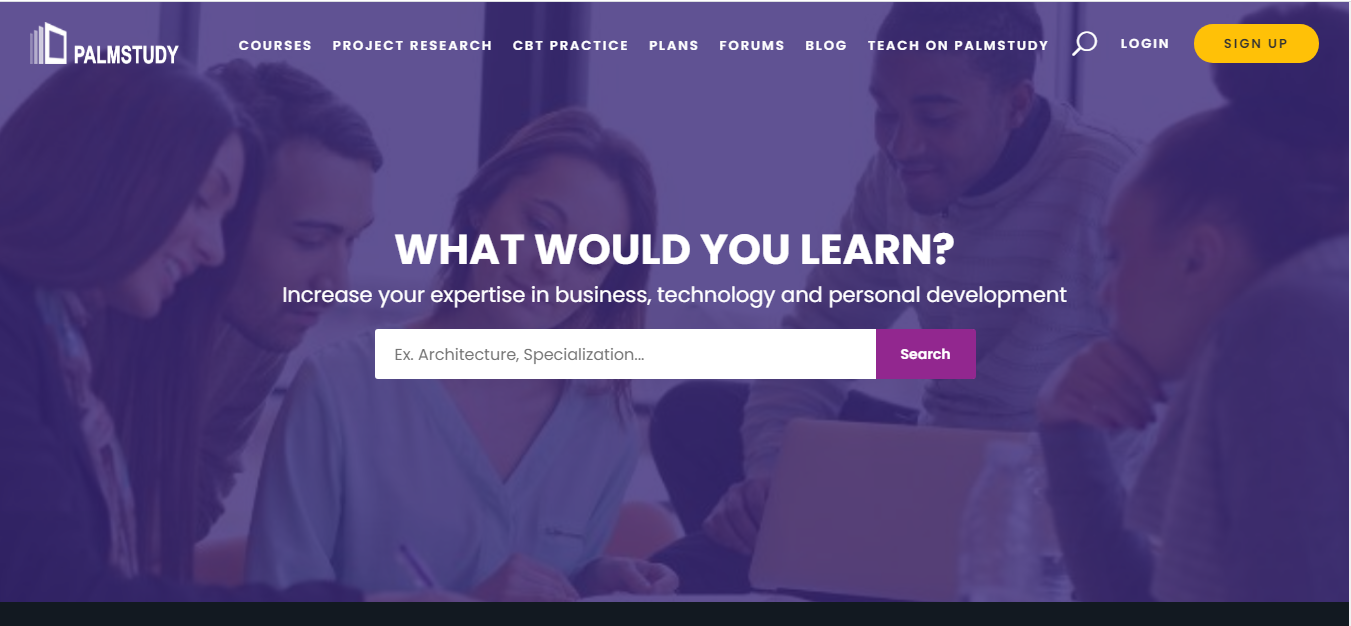 PALMSTUDY
COURSES PROJECT RESEARCH CBT PRACTICE PLANS FORUMS BLOG TEACH ON PALMSTUDY LOGIN SIGN UP
WHAT WOULD YOU LEARN?
Increase your expertise in business, technology and personal development
Ex. Architecture, Specialization... Search